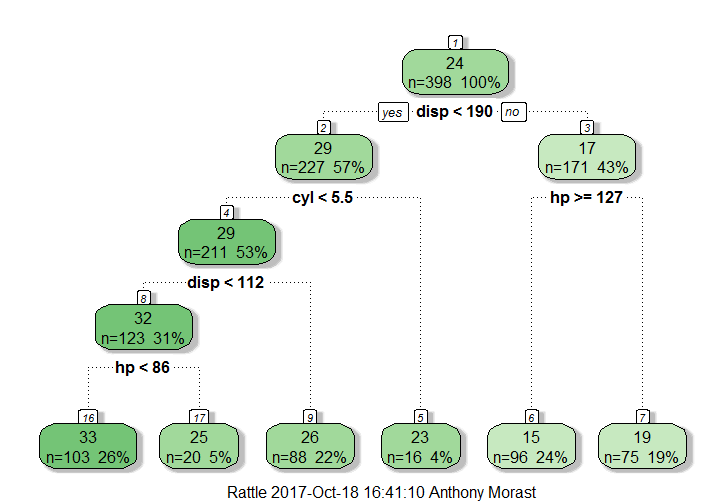 1
24
n=398 100%
yes disp < 190 no
2 3
29 17
n=227 57% n=171 43%
cyl < 5.5 hp >= 127
4
29
n=211 53%
disp < 112
8
32
n=123 31%
hp < 86
16 17 9 5 6 7
33 25 26 23 15 19
n=103 26% n=20 5% n=88 22% n=16 4% n=96 24% n=75 19%
Rattle 2017-Oct-18 16:41:10 Anthony Morast